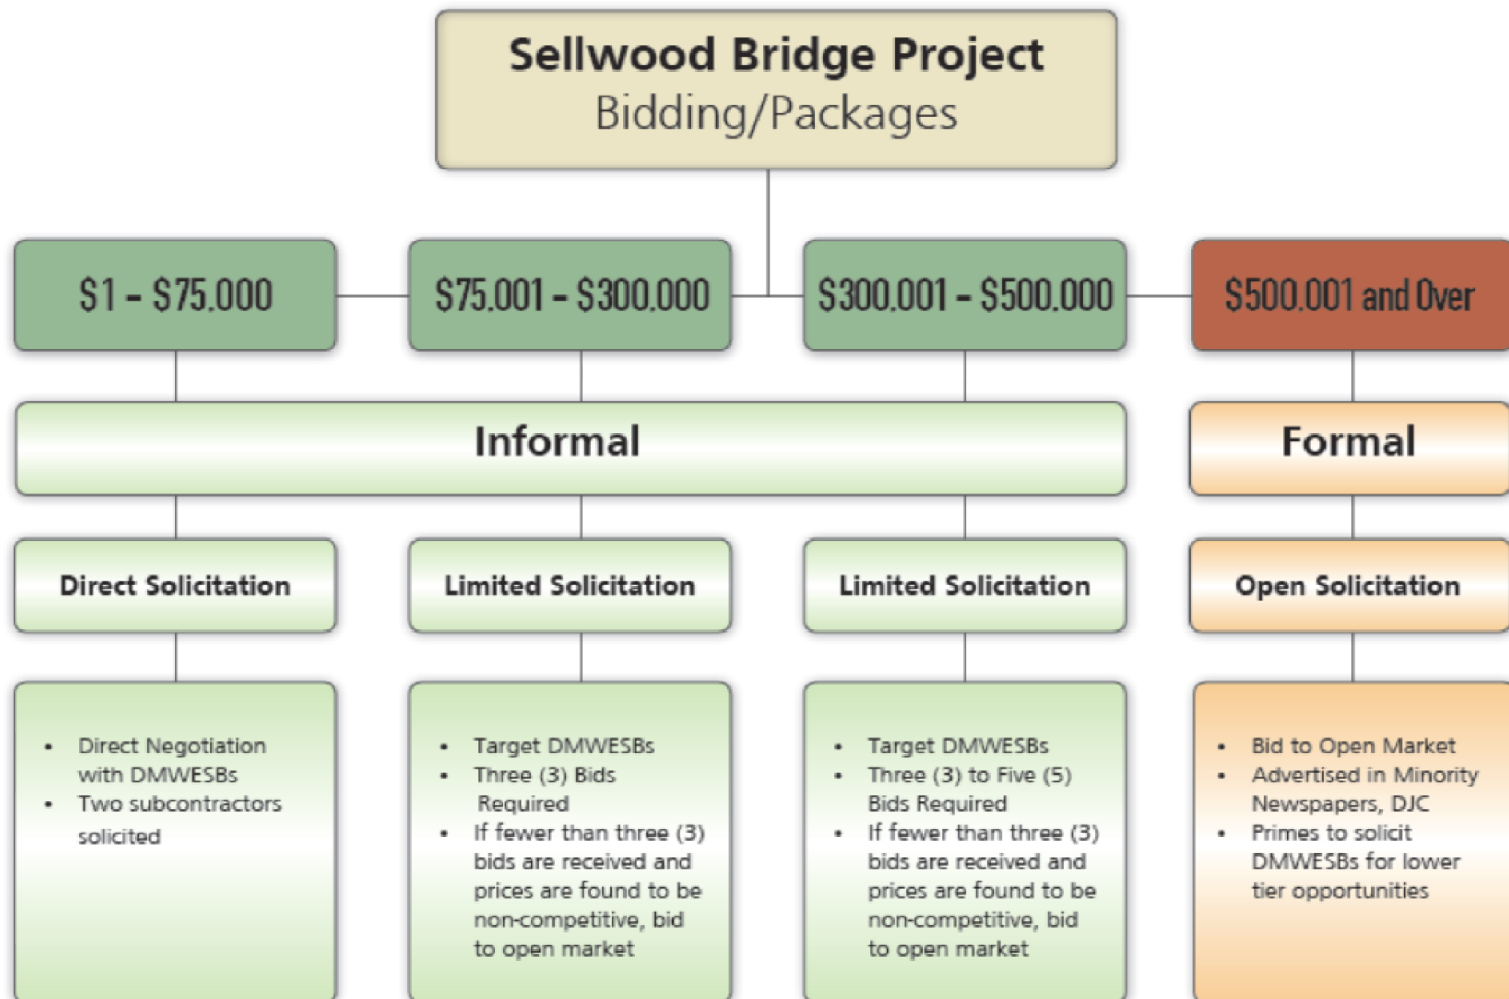 Sellwood Bridge Project
Bidding/Packages
$1 – $75.000
$75.001 – $300.000
$300.001 – $500.000
$500.001 and Over
Informal
Formal
Direct Solicitation
Limited Solicitation
Limited Solicitation
Open Solicitation
• Direct Negotiation
with DMWESBs
• Two subcontractors
solicited
• Target DMWESBs
• Three (3) Bids
Required
• If fewer than three (3)
bids are received and
prices are found to be
non-competitive, bid
to open market
• Target DMWESBs
• Three (3) to Five (5)
Bids Required
• If fewer than three (3)
bids are received and
prices are found to be
non-competitive, bid
to open market
• Bid to Open Market
• Advertised in Minority
Newspapers, DJC
• Primes to solicit
DMWESBs for lower
tier opportunities